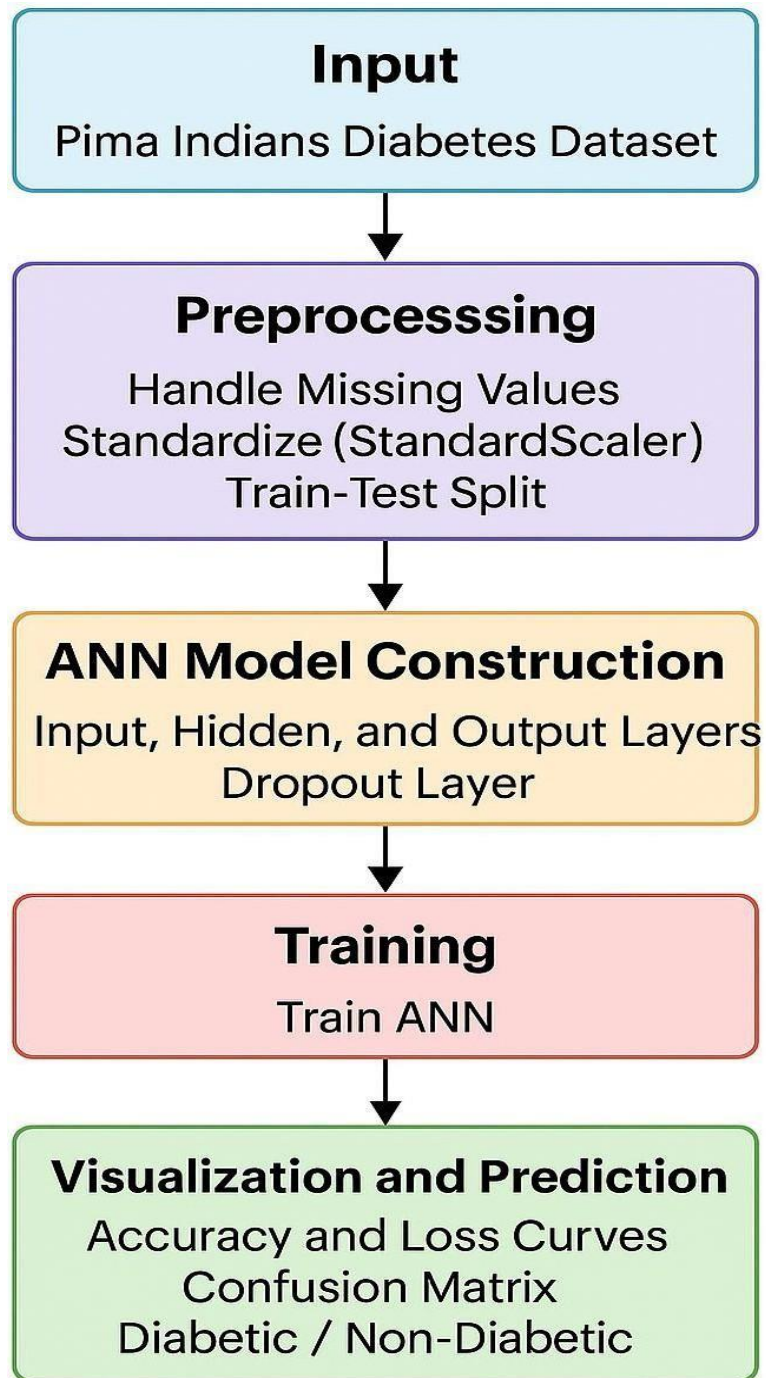 Input
Pima Indians Diabetes Dataset
Preprocesssing
Handle Missing Values
Standardize (StandardScaler)
Train-Test Split
ANN Model Construction
Input, Hidden, and Output Layers
Dropout Layer
Training
Train ANN
Visualization and Prediction
Accuracy and Loss Curves
Confusion Matrix
Diabetic / Non-Diabetic